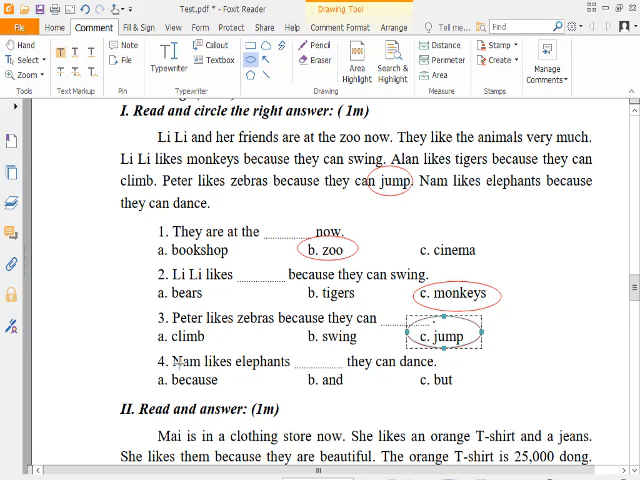 Test.pdf * - Foxit Reader
Drawing Tool
File
Home
Comment
Fill & Sign
View
Form
Comment Format
Arrange
Tell me...
Find
Hand
Select
Zoom
Tools
Text Markup
Note
File
Pin
Typewriter
Callout
Textbox
Typewriter
Drawing
Pencil
Eraser
Area Highlight
Search & Highlight
Distance
Perimeter
Area
Measure
Stamp
Create
Stamps
Manage Comments
I. Read and circle the right answer: ( 1m)
Li Li and her friends are at the zoo now. They like the animals very much.
Li Li likes monkeys because they can swing. Alan likes tigers because they can
climb. Peter likes zebras because they can jump. Nam likes elephants because
they can dance.
1. They are at the ............ now.
a. bookshop b. zoo c. cinema
2. Li Li likes ............ because they can swing.
a. bears b. tigers c. monkeys
3. Peter likes zebras because they can ............ .
a. climb b. swing c. jump
4. Nam likes elephants ............ they can dance.
a. because b. and c. but
II. Read and answer: (1m)
Mai is in a clothing store now. She likes an orange T-shirt and a jeans.
She likes them because they are beautiful. The orange T-shirt is 25,000 dong.